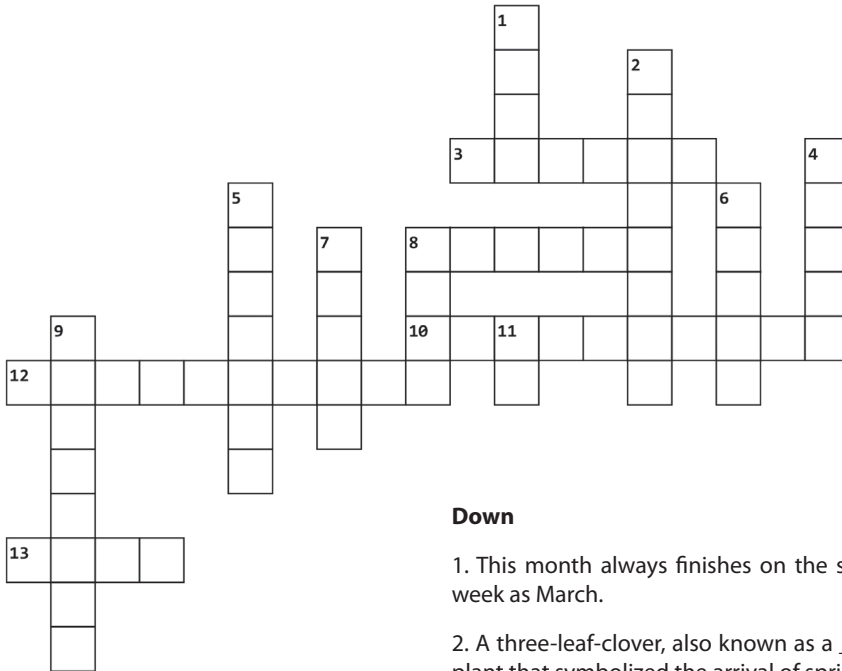 1
2
3 4
5 6
7 8
9 10 11
12
13
Down
1. This month always finishes on the s
week as March.
2. A three-leaf-clover, also known as a _
plant that symbolized the arrival of spri